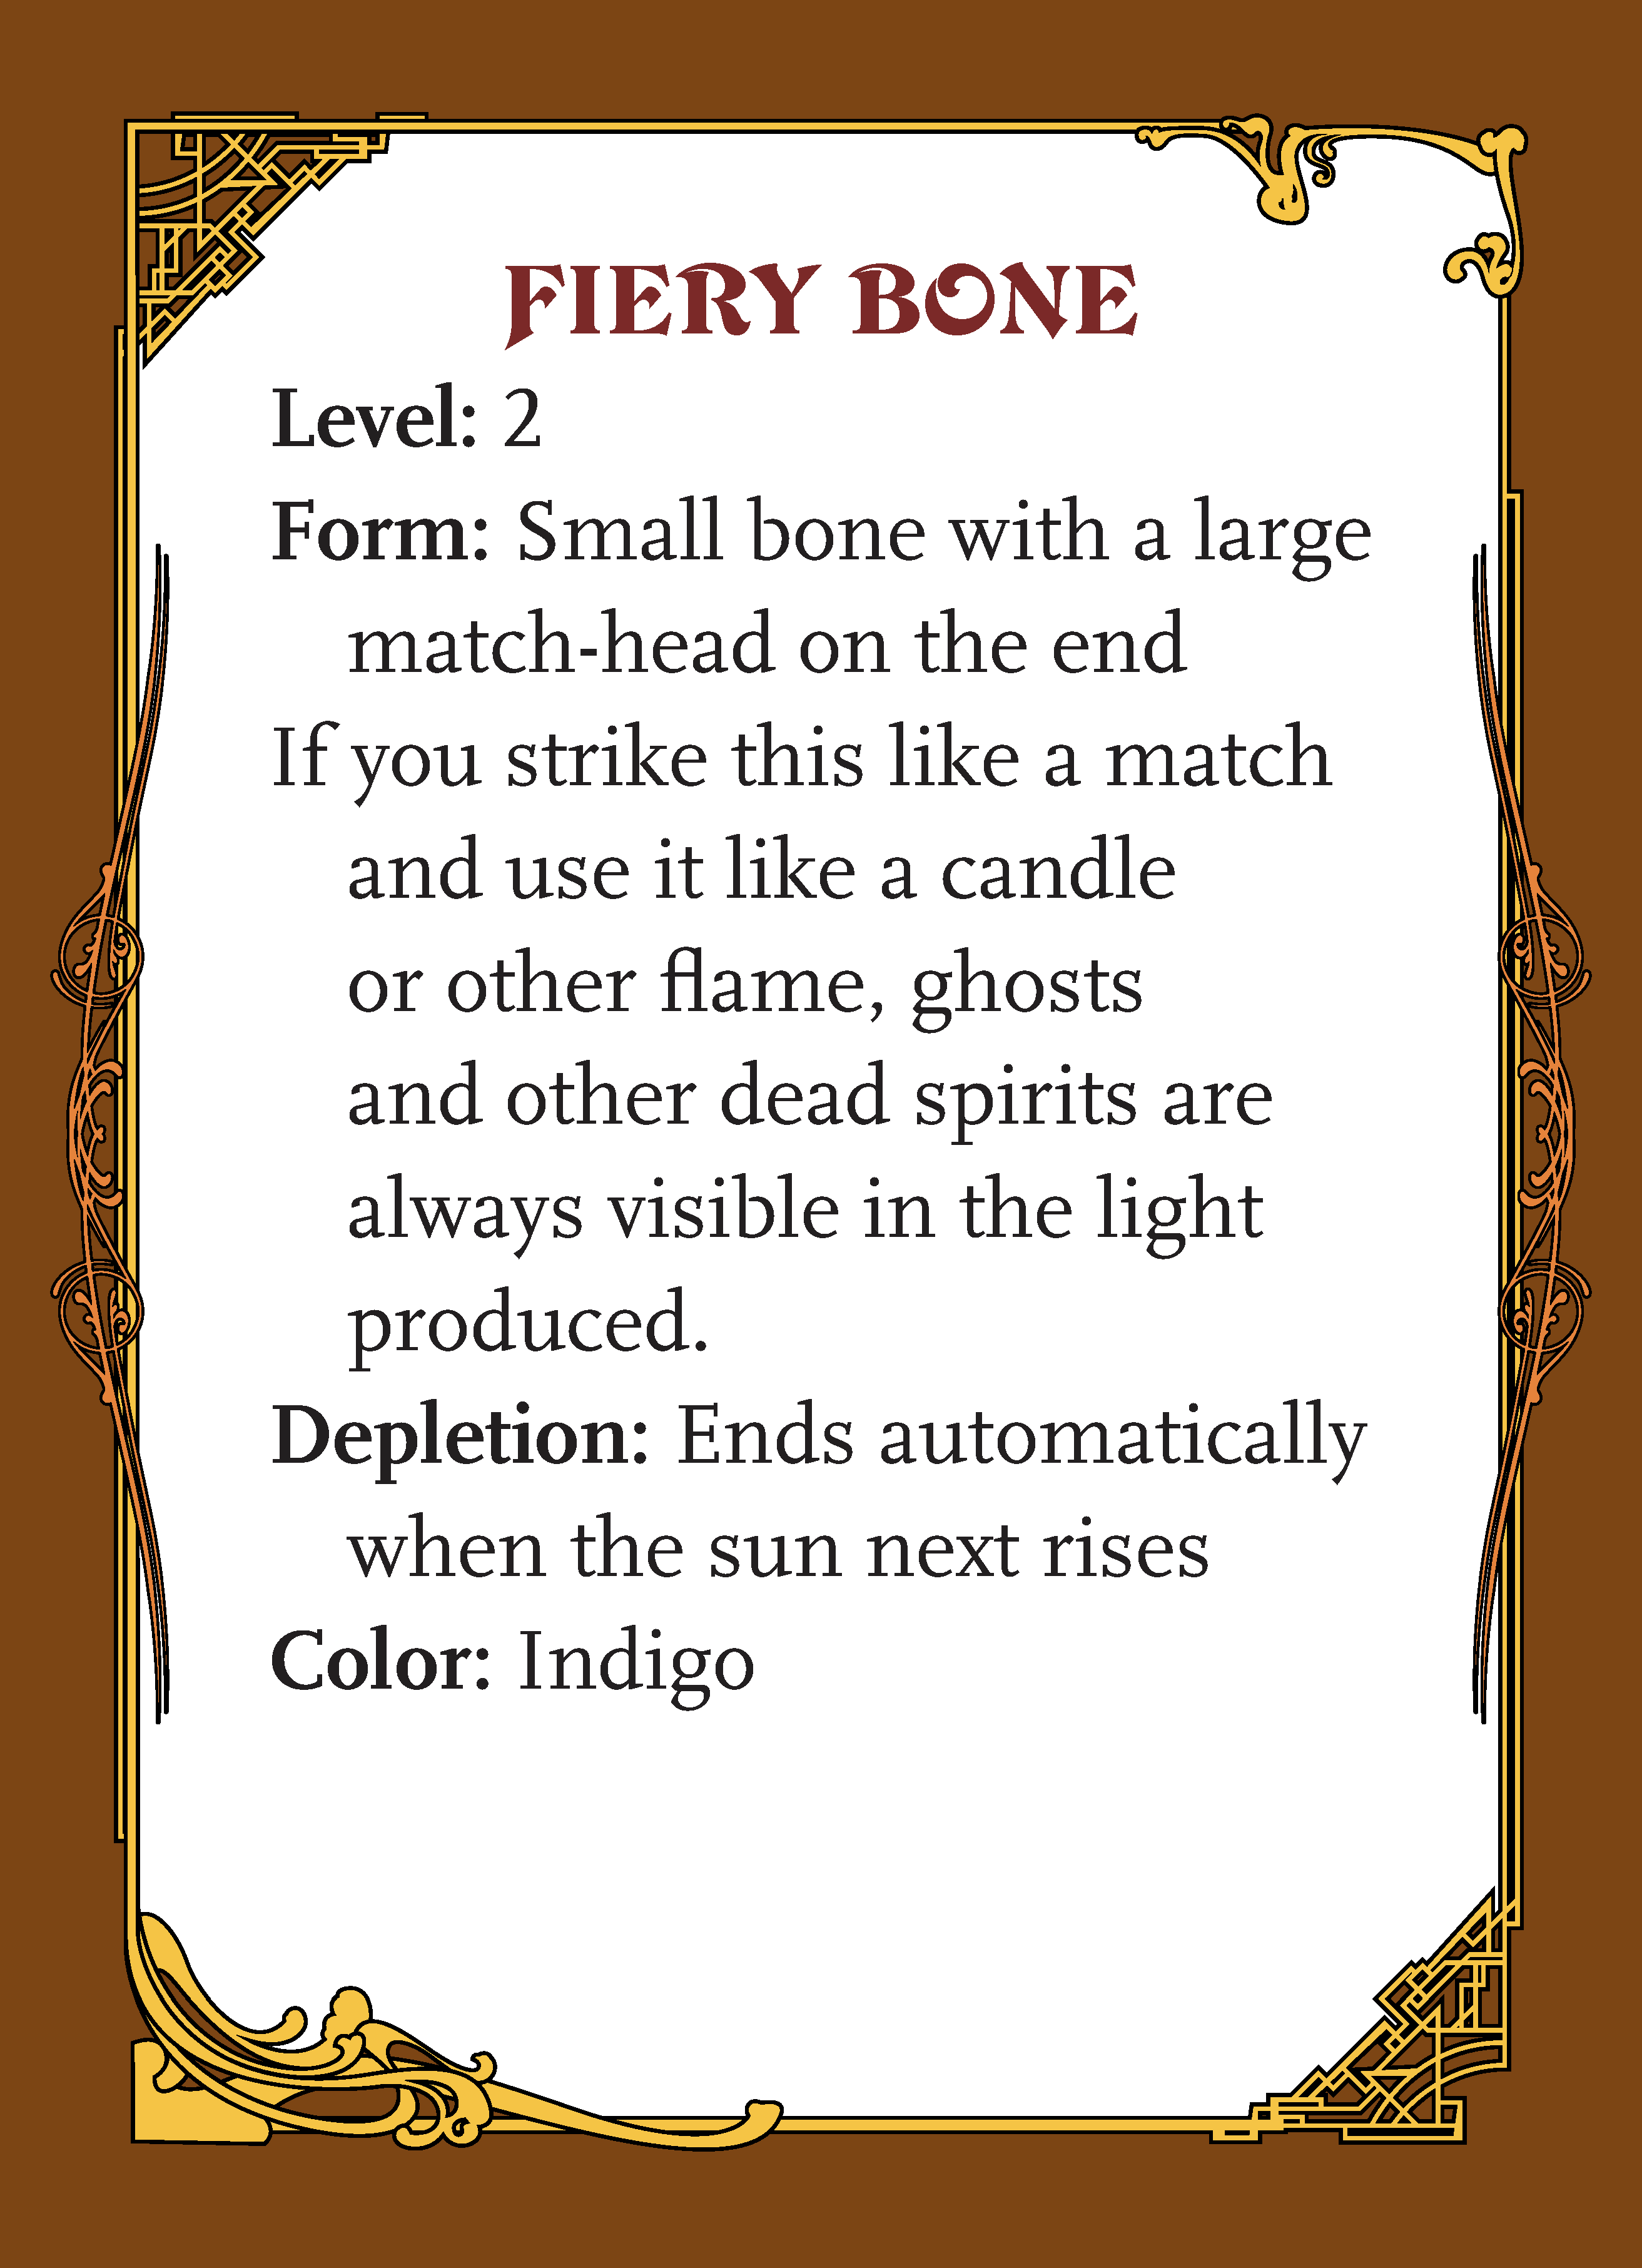 FIERY BONE
Level: 2
Form: Small bone with a large
match-head on the end
If you strike this like a match
and use it like a candle
or other flame, ghosts
and other dead spirits are
always visible in the light
produced.
Depletion: Ends automatically
when the sun next rises
Color: Indigo